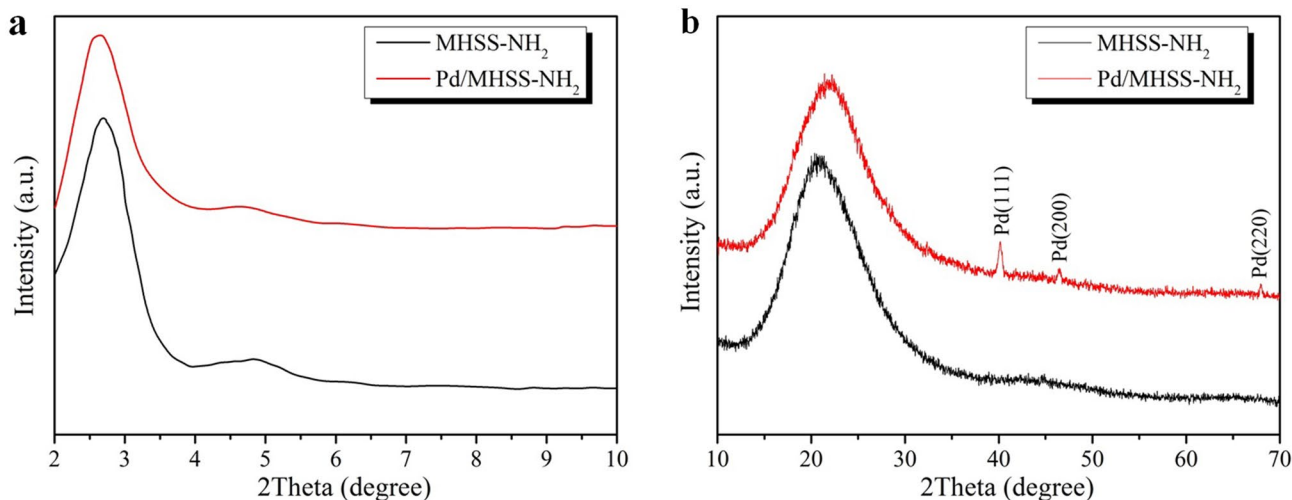 a
MHSS-NH2
Pd/MHSS-NH2
Intensity (a.u.)
2 3 4 5 6 7 8 9 10
2Theta (degree)
b
MHSS-NH2
Pd/MHSS-NH2
Pd(111)
Pd(200)
Pd(220)
Intensity (a.u.)
10 20 30 40 50 60 70
2Theta (degree)